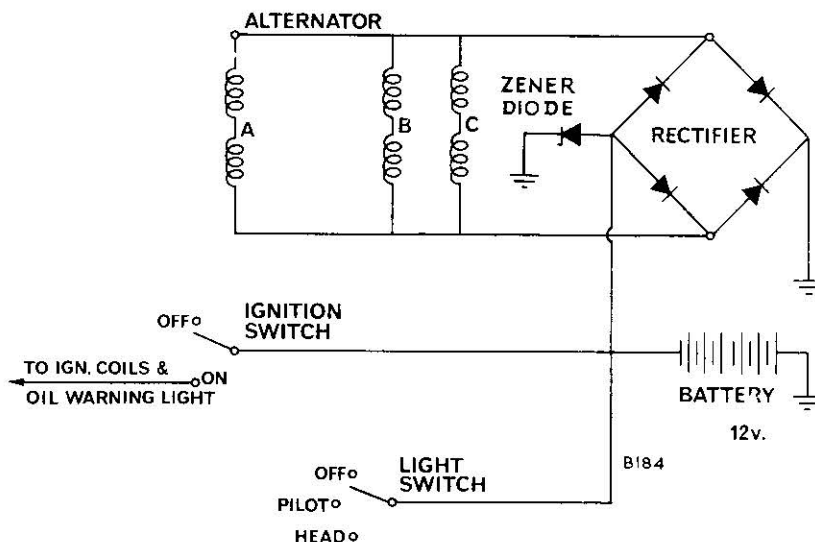 ALTERNATOR
A
B
C
ZENER
DIODE
RECTIFIER
IGNITION
SWITCH
OFF
ON
TO IGN. COILS &
OIL WARNING LIGHT
BATTERY
12v.
B184
LIGHT
SWITCH
OFF
PILOT
HEAD